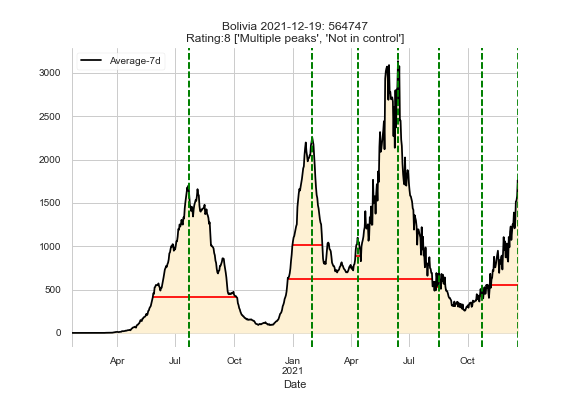 Bolivia 2021-12-19: 564747
Rating:8 ['Multiple peaks', 'Not in control']
Average-7d
3000
2500
2000
1500
1000
500
0
Apr Jul Oct Jan Apr Jul Oct
2021
Date